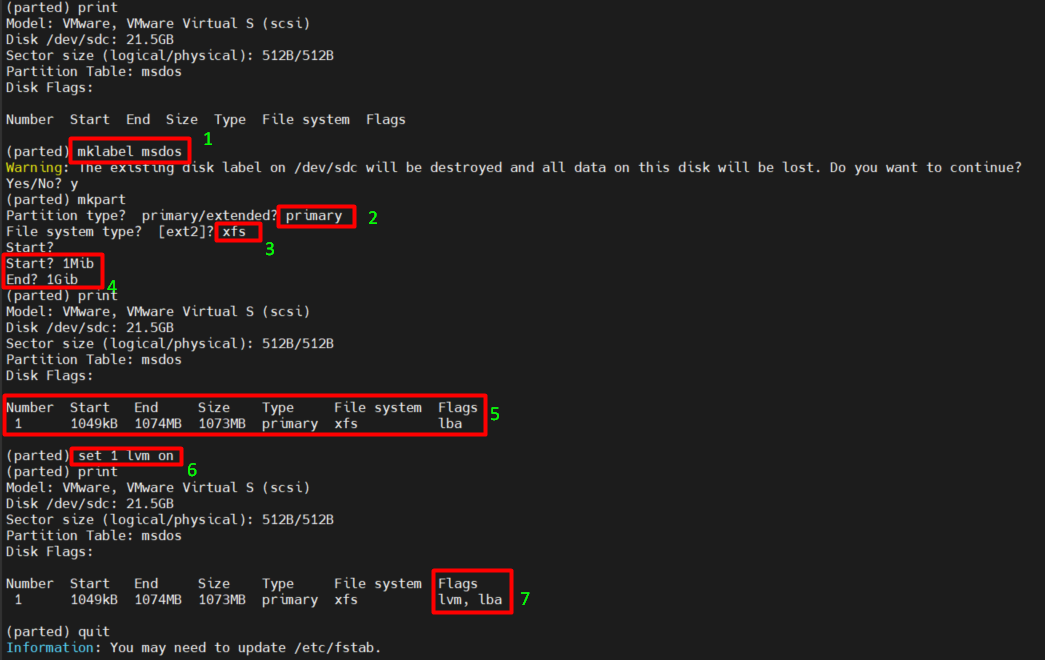 (parted) print
Model: VMware, VMware Virtual S (scsi)
Disk /dev/sdc: 21.5GB
Sector size (logical/physical): 512B/512B
Partition Table: msdos
Disk Flags:
Number  Start  End  Size  Type  File system  Flags
(parted) mklabel msdos 1
Warning: The existing disk label on /dev/sdc will be destroyed and all data on this disk will be lost. Do you want to continue?
Yes/No? y
(parted) mkpart
Partition type?  primary/extended? primary 2
File system type?  [ext2]? xfs 3
Start?
Start? 1Mib
End? 1Gib 4
(parted) print
Model: VMware, VMware Virtual S (scsi)
Disk /dev/sdc: 21.5GB
Sector size (logical/physical): 512B/512B
Partition Table: msdos
Disk Flags:
Number  Start   End     Size    Type     File system  Flags 5
1      1049kB  1074MB  1073MB  primary  xfs          lba
(parted) set 1 lvm on 6
(parted) print
Model: VMware, VMware Virtual S (scsi)
Disk /dev/sdc: 21.5GB
Sector size (logical/physical): 512B/512B
Partition Table: msdos
Disk Flags:
Number  Start   End     Size    Type     File system  Flags
1      1049kB  1074MB  1073MB  primary  xfs          lvm, lba 7
(parted) quit
Information: You may need to update /etc/fstab.